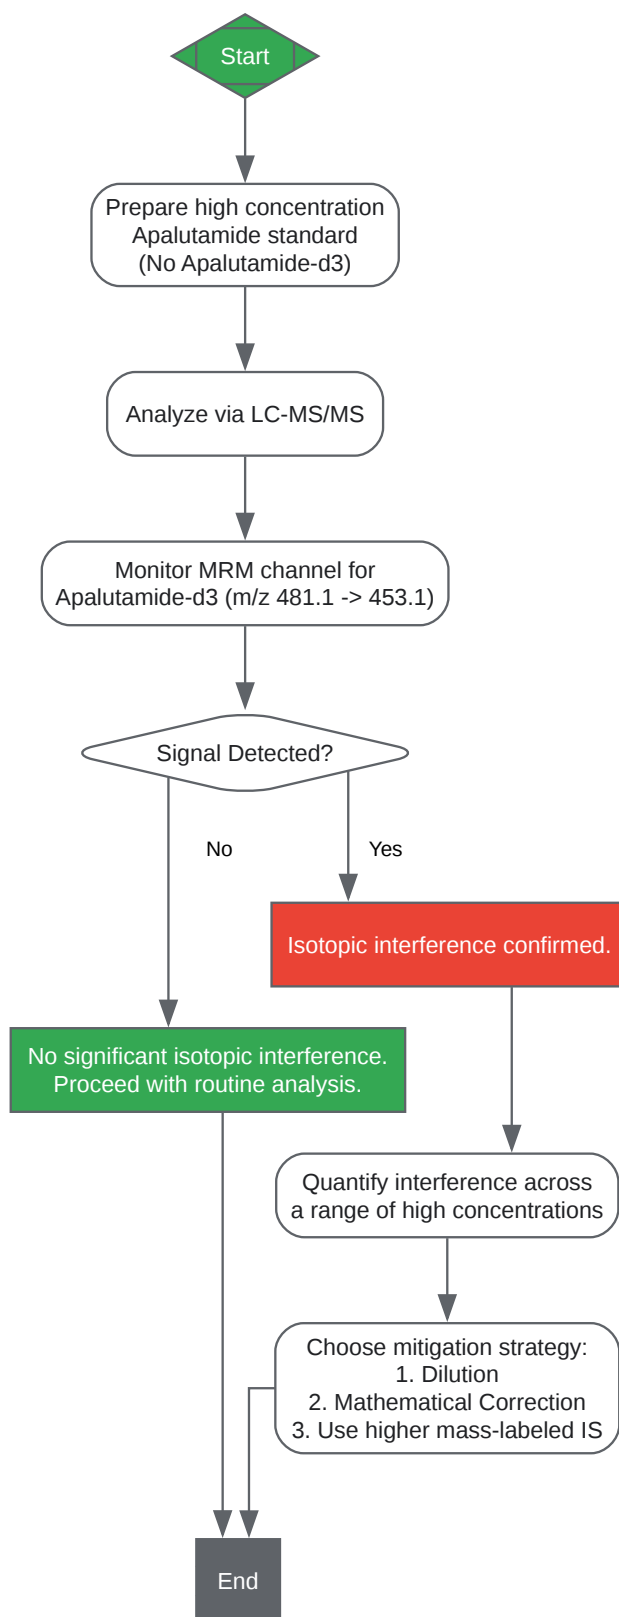 Start
Prepare high concentration
Apalutamide standard
(No Apalutamide-d3)
Analyze via LC-MS/MS
Monitor MRM channel for
Apalutamide-d3 (m/z 481.1 -> 453.1)
Signal Detected?
No
Yes
Isotopic interference confirmed.
No significant isotopic interference.
Proceed with routine analysis.
Quantify interference across
a range of high concentrations
Choose mitigation strategy:
1. Dilution
2. Mathematical Correction
3. Use higher mass-labeled IS
End